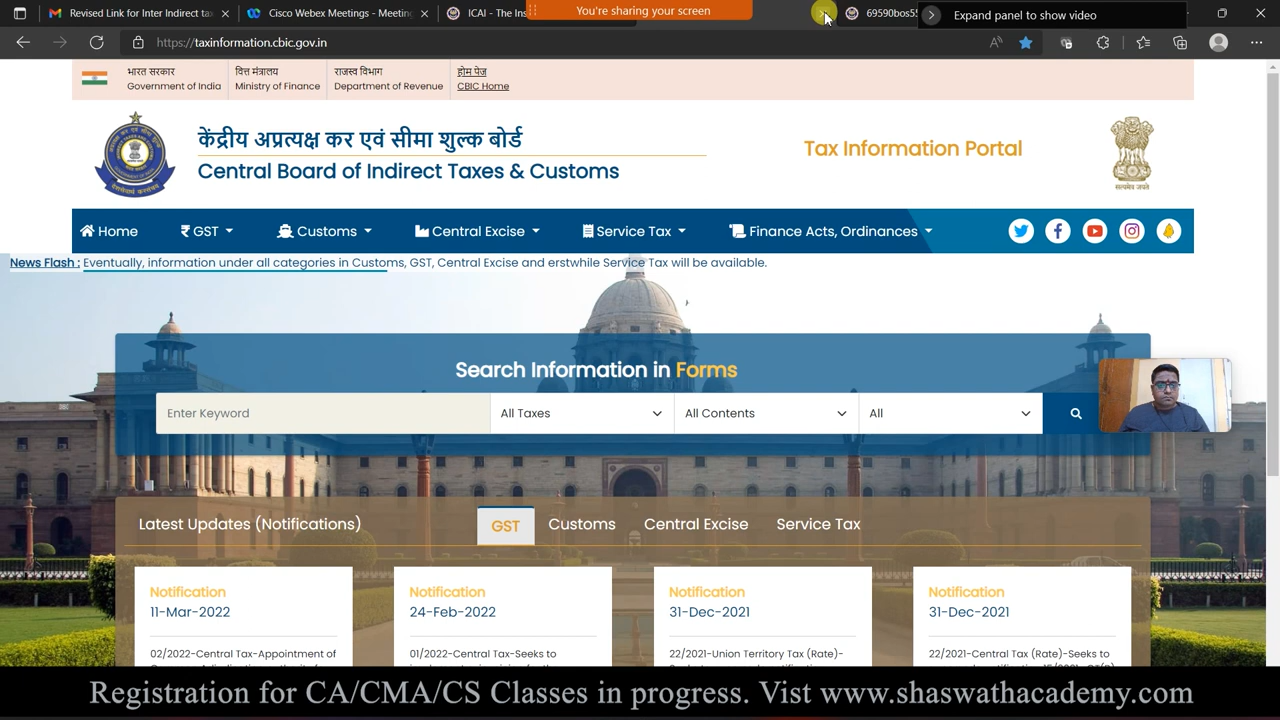 Revised Link for Inter Indirect ta
Cisco Webex Meetings - Meetin
ICAI - The Ins
You're sharing your screen
69590bos55
Expand panel to show video
https://taxinformation.cbic.gov.in
भारत सरकार
Government of India
वित्त मंत्रालय
Ministry of Finance
राजस्व विभाग
Department of Revenue
होम पेज
CBIC Home
केंद्रीय अप्रत्यक्ष कर एवं सीमा शुल्क बोर्ड
Central Board of Indirect Taxes & Customs
Tax Information Portal
सत्यमेव जयते
Home
GST
Customs
Central Excise
Service Tax
Finance Acts, Ordinances
News Flash : Eventually, information under all categories in Customs, GST, Central Excise and erstwhile Service Tax will be available.
Search Information in Forms
Enter Keyword
All Taxes
All Contents
All
Latest Updates (Notifications)
GST
Customs
Central Excise
Service Tax
Notification
11-Mar-2022
02/2022-Central Tax-Appointment of
Notification
24-Feb-2022
01/2022-Central Tax-Seeks to
Notification
31-Dec-2021
22/2021-Union Territory Tax (Rate)-
Notification
31-Dec-2021
22/2021-Central Tax (Rate)-Seeks to
Registration for CA/CMA/CS Classes in progress. Vist www.shaswathacademy.com